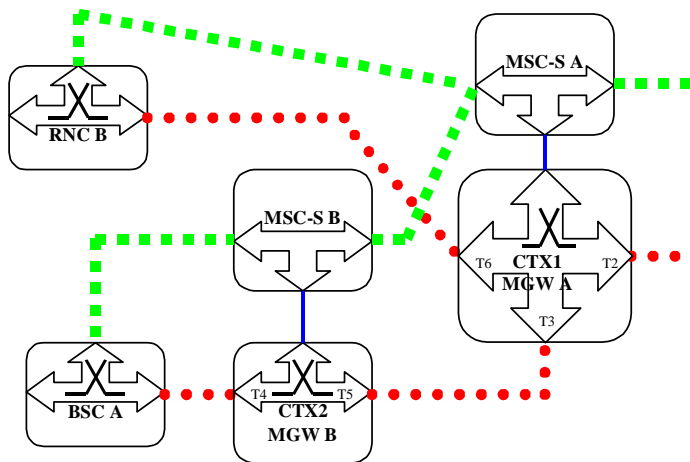 MSC-S A
RNC B
MSC-S B
T6
CTX1
T2
MGW A
T3
BSC A
T4
CTX2
T5
MGW B